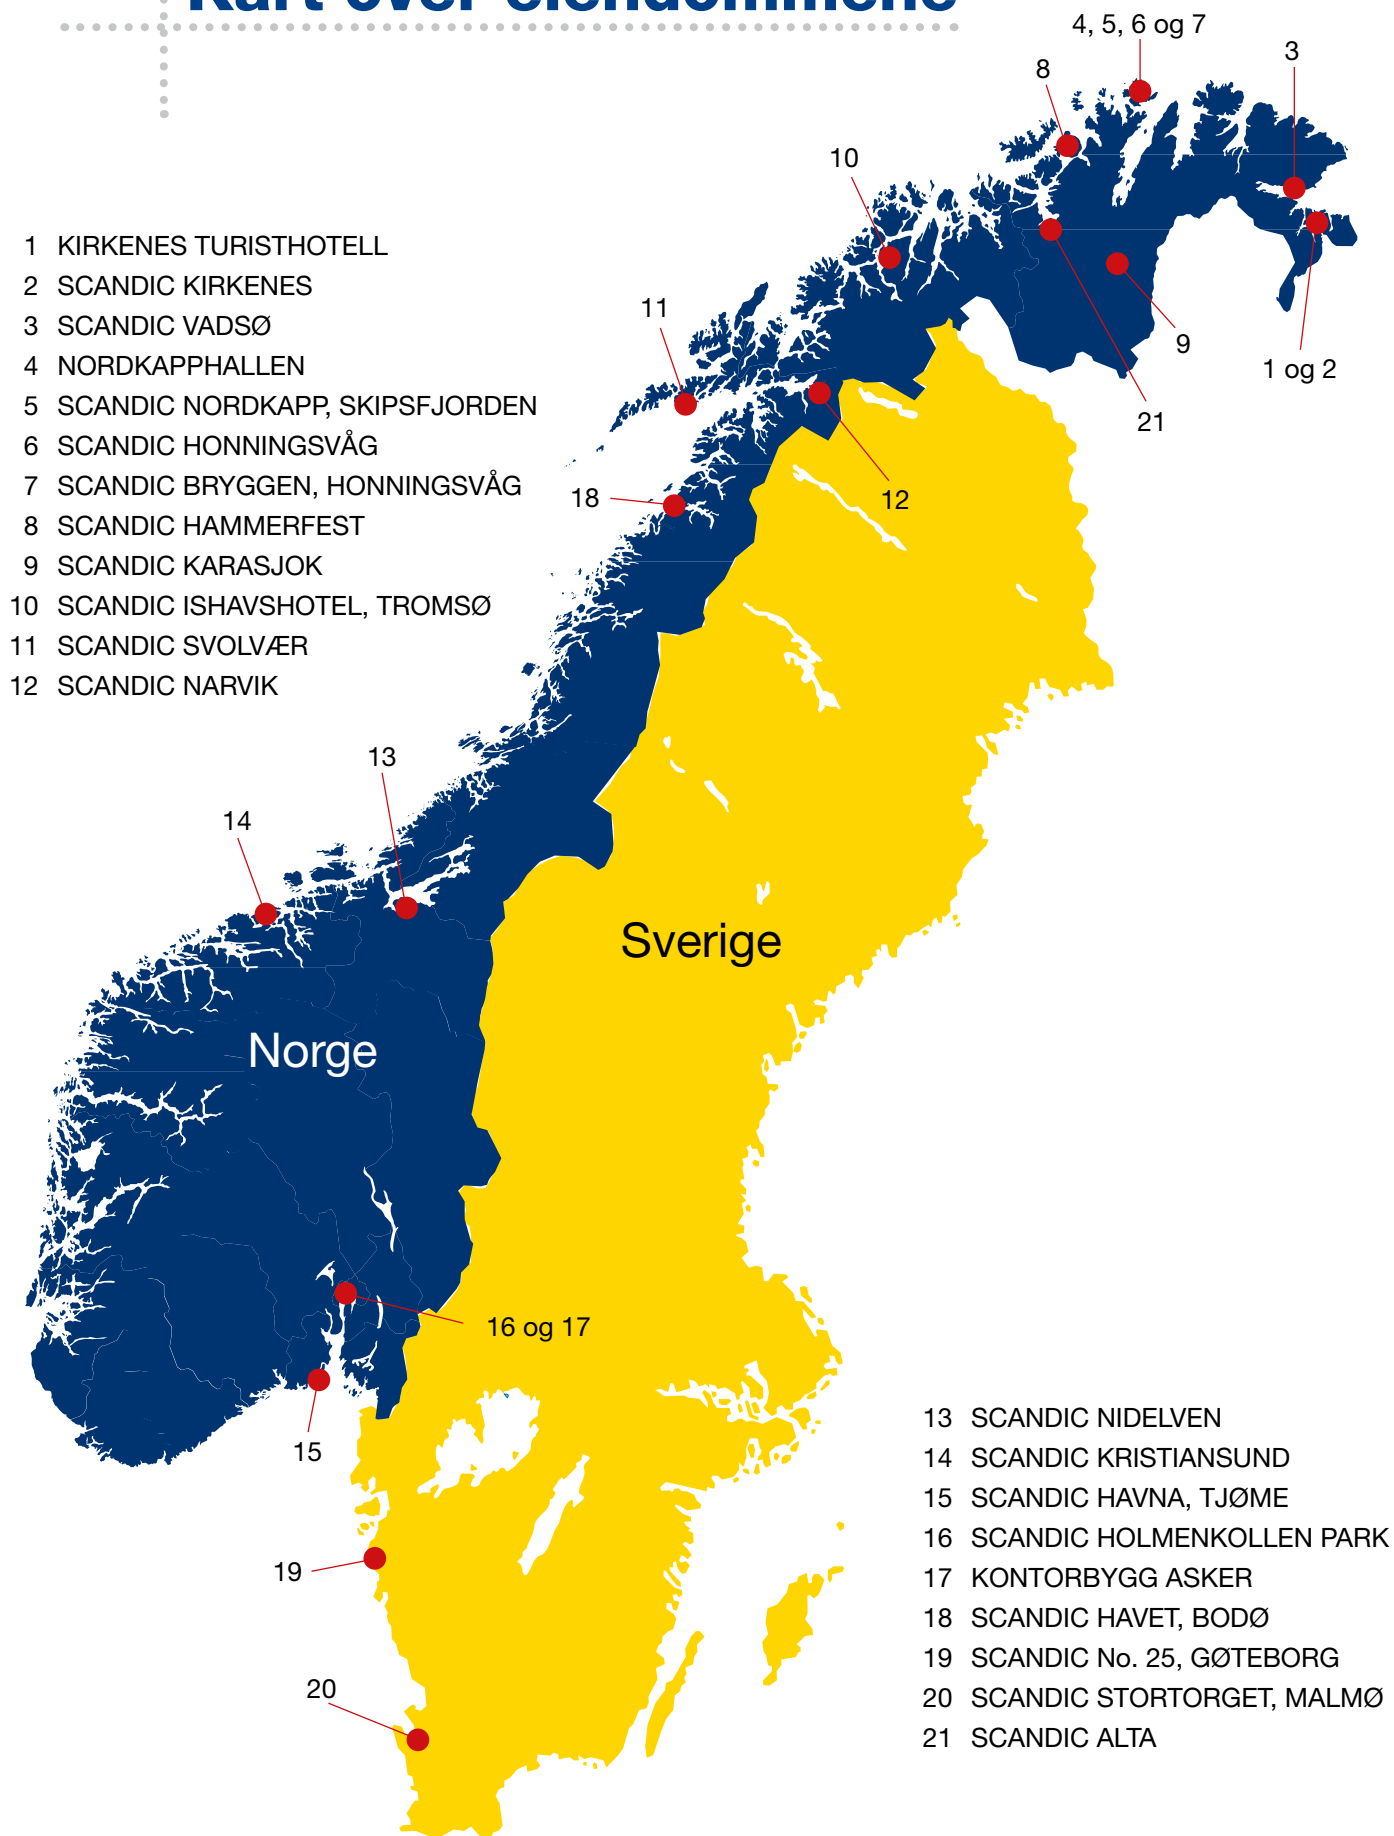 Kart over eiendommene
4, 5, 6 og 7
3
8
10
1 KIRKENES TURISTHOTELL
2 SCANDIC KIRKENES
3 SCANDIC VADSØ
4 NORDKAPPHALLEN
5 SCANDIC NORDKAPP, SKIPSFJORDEN
6 SCANDIC HONNINGSVÅG
7 SCANDIC BRYGGEN, HONNINGSVÅG
8 SCANDIC HAMMERFEST
9 SCANDIC KARASJOK
10 SCANDIC ISHAVSHOTEL, TROMSØ
11 SCANDIC SVOLVÆR
12 SCANDIC NARVIK
11
9
1 og 2
21
18
12
13
14
Sverige
Norge
16 og 17
15
19
20
13 SCANDIC NIDELVEN
14 SCANDIC KRISTIANSUND
15 SCANDIC HAVNA, TJØME
16 SCANDIC HOLMENKOLLEN PARK
17 KONTORBYGG ASKER
18 SCANDIC HAVET, BODØ
19 SCANDIC No. 25, GØTEBORG
20 SCANDIC STORTORGET, MALMØ
21 SCANDIC ALTA